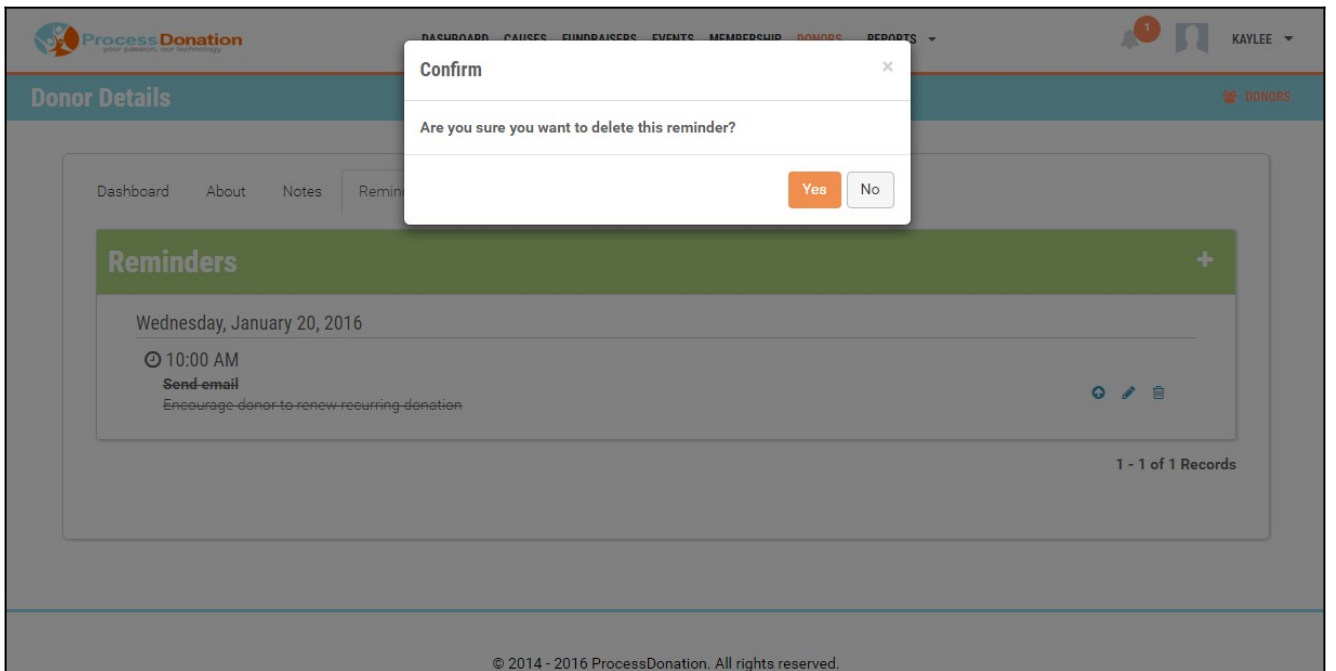 ProcessDonation
your passion, our technology
DASHBOARD CAUSES FUNDRAISERS EVENTS MEMBERSHIP DONORS REPORTS
1
KAYLEE
Confirm
×
Donor Details
DONORS
Are you sure you want to delete this reminder?
Yes No
Dashboard About Notes
Reminders
Wednesday, January 20, 2016
10:00 AM
Send email
Encourage donor to renew recurring donation
1 - 1 of 1 Records
© 2014 - 2016 ProcessDonation. All rights reserved.